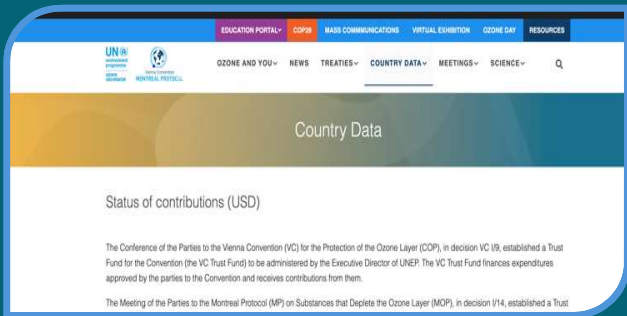 EDUCATION PORTAL COP28 MASS COMMMUNICATIONS VIRTUAL EXHIBITION OZONE DAY RESOURCES
UN
environment
programme
ozone
secretariat
Vienna Convention
MONTREAL PROTOCOL
OZONE AND YOU NEWS TREATIES COUNTRY DATA MEETINGS SCIENCE
Country Data
Status of contributions (USD)
The Conference of the Parties to the Vienna Convention (VC) for the Protection of the Ozone Layer (COP), in decision VC I/9, established a Trust
Fund for the Convention (the VC Trust Fund) to be administered by the Executive Director of UNEP. The VC Trust Fund finances expenditures
approved by the parties to the Convention and receives contributions from them.
The Meeting of the Parties to the Montreal Protocol (MP) on Substances that Deplete the Ozone Layer (MOP), in decision I/14, established a Trust